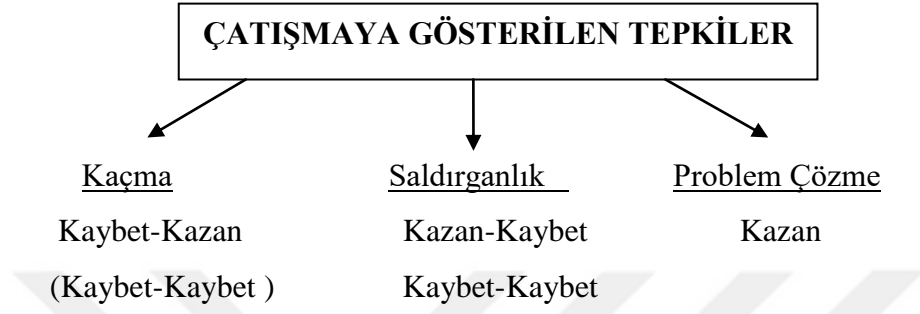 ÇATIŞMAYA GÖSTERİLEN TEPKİLER
Kaçma Saldırganlık Problem Çözme
Kaybet-Kazan Kazan-Kaybet Kazan
(Kaybet-Kaybet ) Kaybet-Kaybet